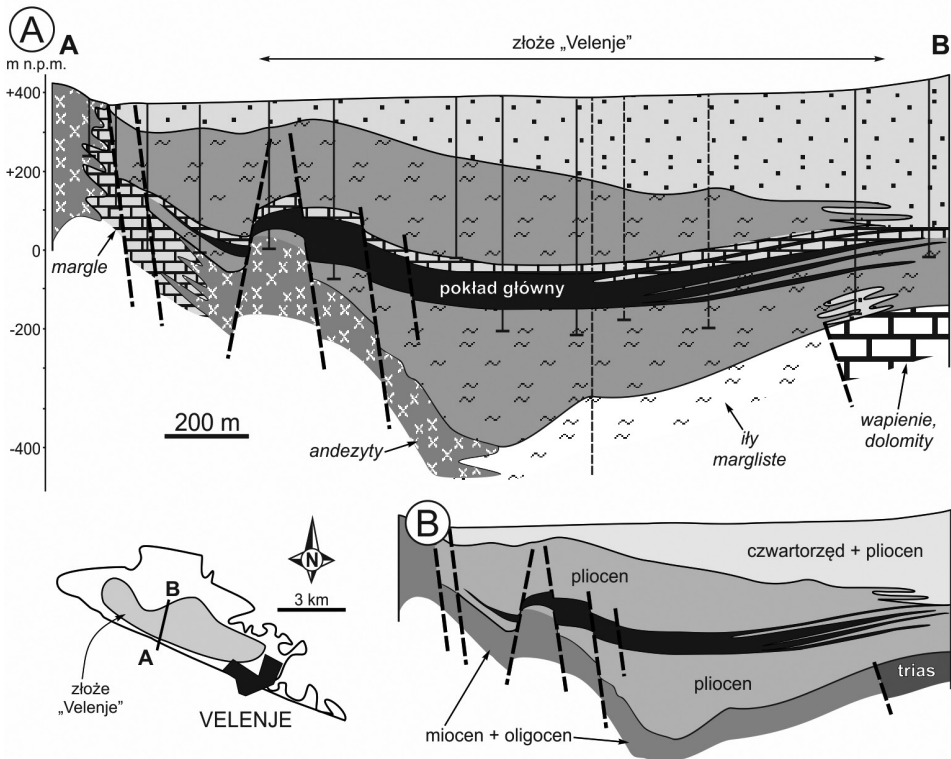 A
A
złoże „Velenje”
B
m n.p.m.
+400
+200
0
-200
-400
margle
pokład główny
200 m
andezyty
iły
margliste
wapienie,
dolomity
N
3 km
B
A
złoże
„Velenje”
VELENJE
B
czwartorzęd + pliocen
pliocen
pliocen
trias
miocen + oligocen